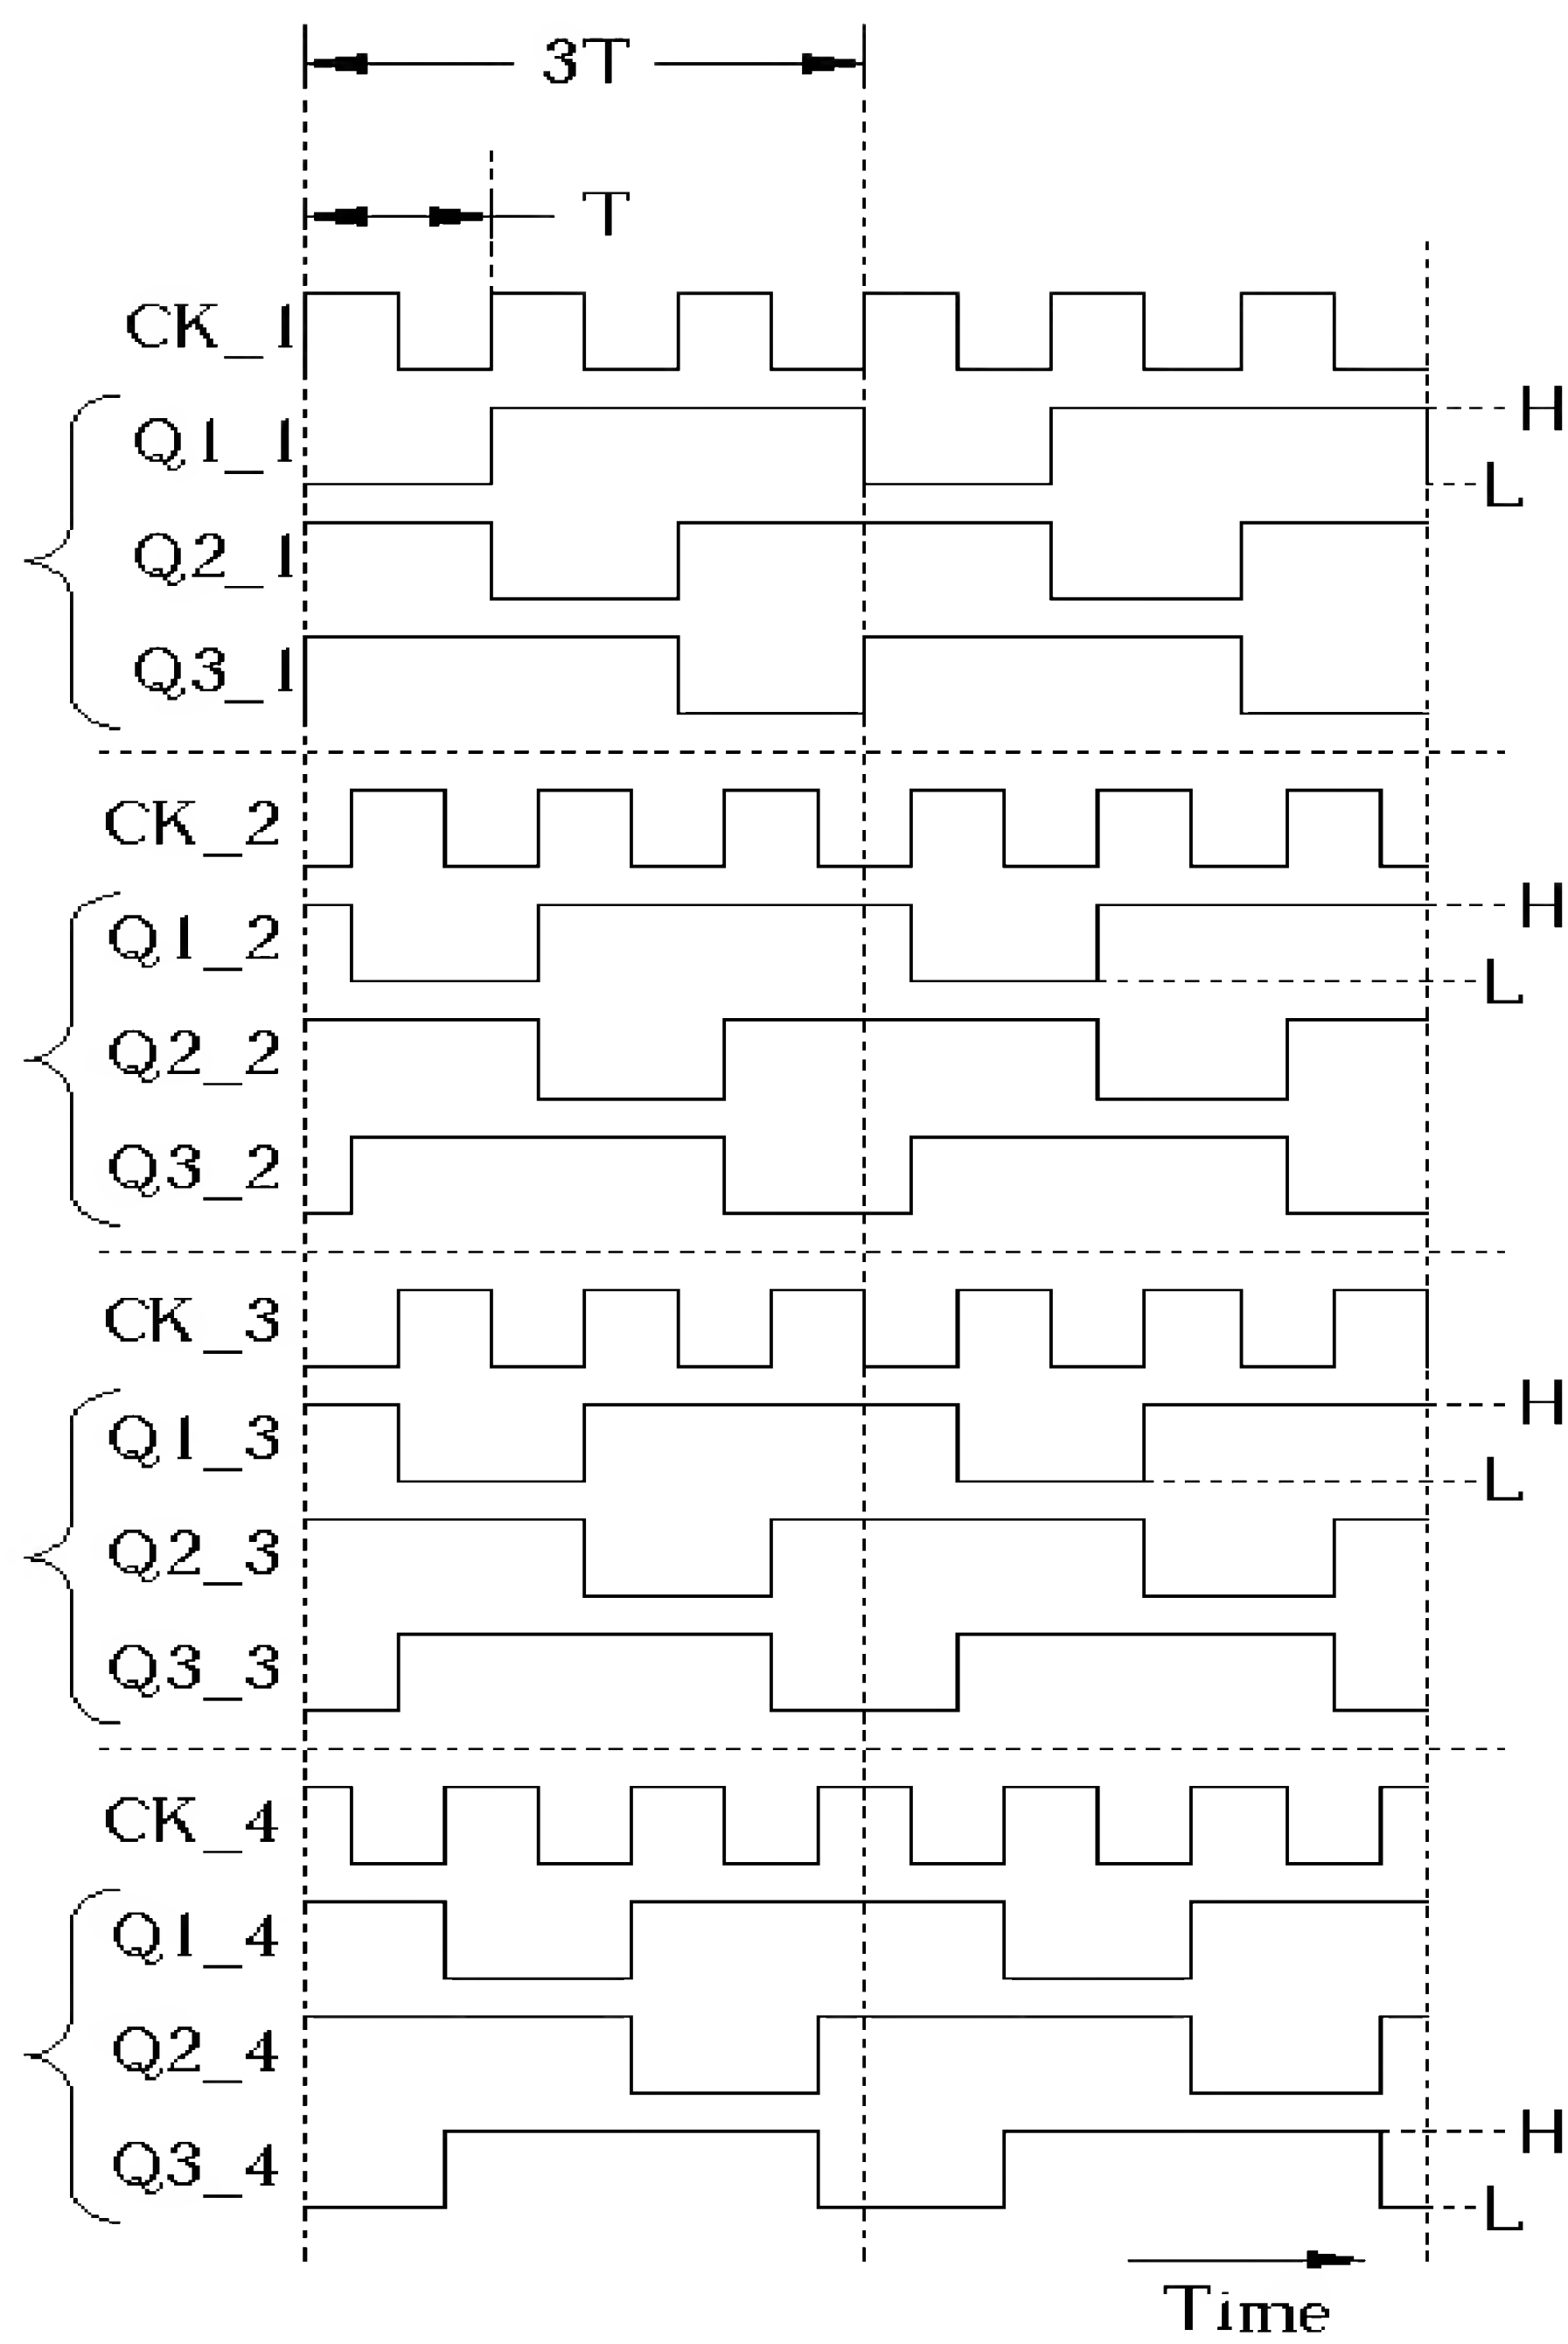 3T
T
CK_1
Q1_1
H
L
Q2_1
Q3_1
CK_2
Q1_2
H
L
Q2_2
Q3_2
CK_3
Q1_3
H
L
Q2_3
Q3_3
CK_4
Q1_4
Q2_4
Q3_4
H
L
Time